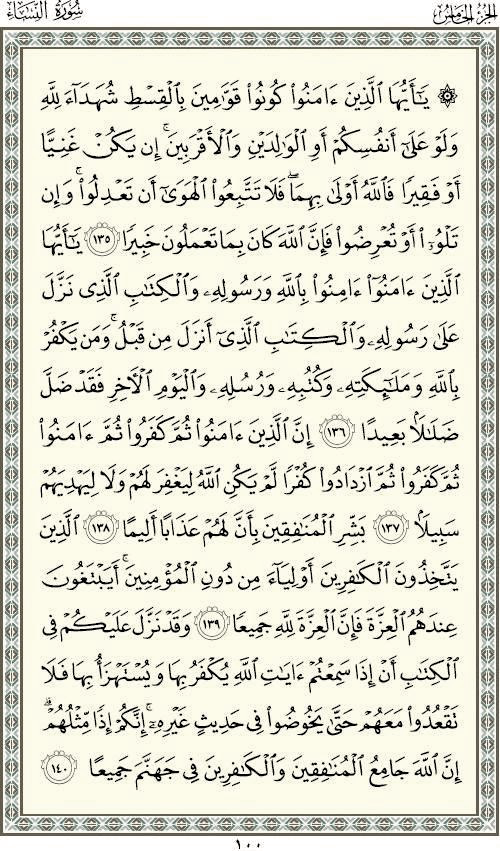 الجزء الخامس
سورة النساء
۞ يَـٰٓأَيُّهَا ٱلَّذِينَ ءَامَنُوا۟ كُونُوا۟ قَوَّٰمِينَ بِٱلْقِسْطِ شُهَدَآءَ لِلَّهِ
وَلَوْ عَلَىٰٓ أَنفُسِكُمْ أَوِ ٱلْوَٰلِدَيْنِ وَٱلْأَقْرَبِينَ ۚ إِن يَكُنْ غَنِيًّا
أَوْ فَقِيرًا فَٱللَّهُ أَوْلَىٰ بِهِمَا ۖ فَلَا تَتَّبِعُوا۟ ٱلْهَوَىٰٓ أَن تَعْدِلُوا۟ ۚ وَإِن
تَلْوُۥٓا۟ أَوْ تُعْرِضُوا۟ فَإِنَّ ٱللَّهَ كَانَ بِمَا تَعْمَلُونَ خَبِيرًا ١٣٥ يَـٰٓأَيُّهَا
ٱلَّذِينَ ءَامَنُوٓا۟ ءَامِنُوا۟ بِٱللَّهِ وَرَسُولِهِۦ وَٱلْكِتَـٰبِ ٱلَّذِى نَزَّلَ
عَلَىٰ رَسُولِهِۦ وَٱلْكِتَـٰبِ ٱلَّذِىٓ أَنزَلَ مِن قَبْلُ ۚ وَمَن يَكْفُرْ
بِٱللَّهِ وَمَلَـٰٓئِكَتِهِۦ وَكُتُبِهِۦ وَرُسُلِهِۦ وَٱلْيَوْمِ ٱلْـَٔاخِرِ فَقَدْ ضَلَّ
ضَلَـٰلًۢا بَعِيدًا ١٣٦ إِنَّ ٱلَّذِينَ ءَامَنُوا۟ ثُمَّ كَفَرُوا۟ ثُمَّ ءَامَنُوا۟
ثُمَّ كَفَرُوا۟ ثُمَّ ٱزْدَادُوا۟ كُفْرًا لَّمْ يَكُنِ ٱللَّهُ لِيَغْفِرَ لَهُمْ وَلَا لِيَهْدِيَهُمْ
سَبِيلًۢا ١٣٧ بَشِّرِ ٱلْمُنَـٰفِقِينَ بِأَنَّ لَهُمْ عَذَابًا أَلِيمًا ١٣٨ ٱلَّذِينَ
يَتَّخِذُونَ ٱلْكَـٰفِرِينَ أَوْلِيَآءَ مِن دُونِ ٱلْمُؤْمِنِينَ ۚ أَيَبْتَغُونَ
عِندَهُمُ ٱلْعِزَّةَ فَإِنَّ ٱلْعِزَّةَ لِلَّهِ جَمِيعًا ١٣٩ وَقَدْ نَزَّلَ عَلَيْكُمْ فِى
ٱلْكِتَـٰبِ أَنْ إِذَا سَمِعْتُمْ ءَايَـٰتِ ٱللَّهِ يُكْفَرُ بِهَا وَيُسْتَهْزَأُ بِهَا فَلَا
تَقْعُدُوا۟ مَعَهُمْ حَتَّىٰ يَخُوضُوا۟ فِى حَدِيثٍ غَيْرِهِۦٓ ۚ إِنَّكُمْ إِذًا مِّثْلُهُمْ ۗ
إِنَّ ٱللَّهَ جَامِعُ ٱلْمُنَـٰفِقِينَ وَٱلْكَـٰفِرِينَ فِى جَهَنَّمَ جَمِيعًا ١٤٠
١٠٠